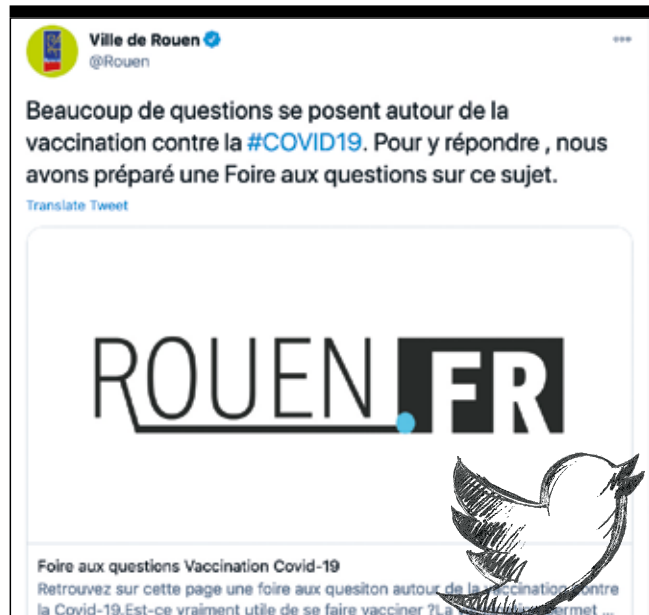 Ville de Rouen
@Rouen
Beaucoup de questions se posent autour de la
vaccination contre la #COVID19. Pour y répondre , nous
avons préparé une Foire aux questions sur ce sujet.
Translate Tweet
ROUEN.FR
Foire aux questions Vaccination Covid-19
Retrouvez sur cette page une foire aux quesiton autour de la vaccination contre
la Covid-19.Est-ce vraiment utile de se faire vacciner ?La permet ...